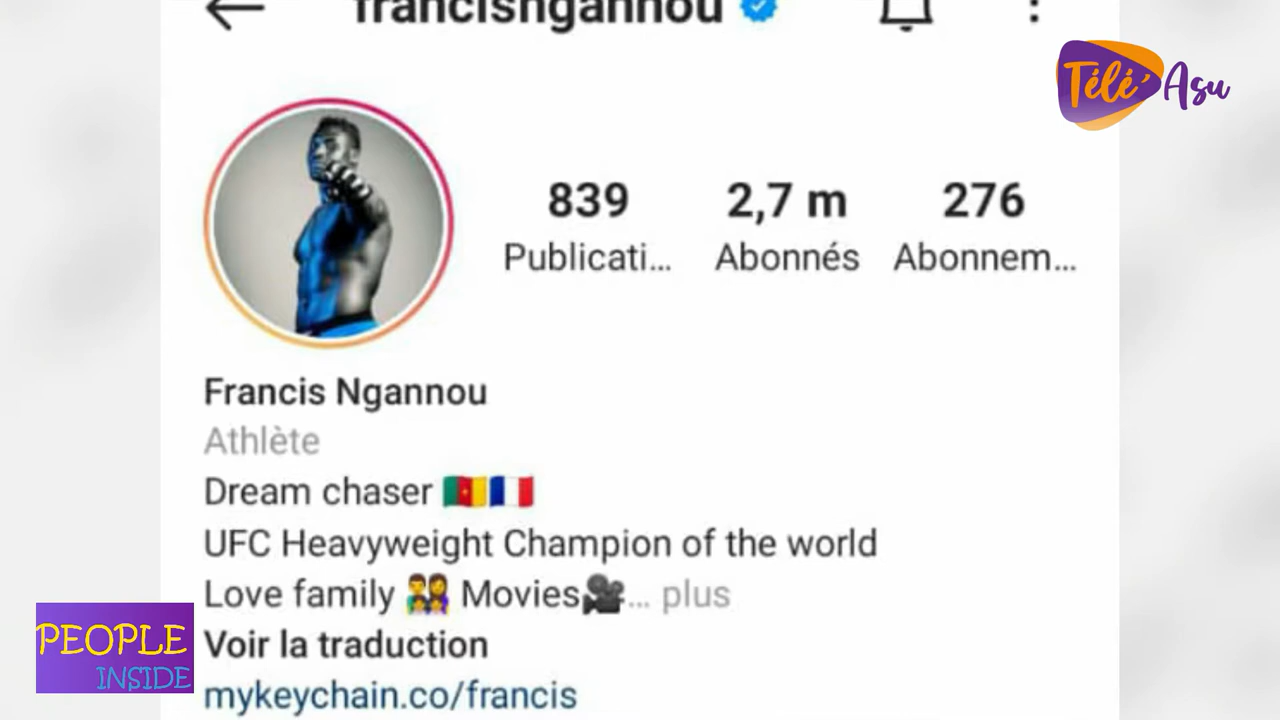 francisngannou
Télé'Asu
839
2,7 m
276
Publicati...
Abonnés
Abonnem...
Francis Ngannou
Athlète
Dream chaser 🇨🇲🇫🇷
UFC Heavyweight Champion of the world
Love family 👨‍👩‍👧‍👦 Movies🎥... plus
Voir la traduction
mykeychain.co/francis
PEOPLE
INSIDE